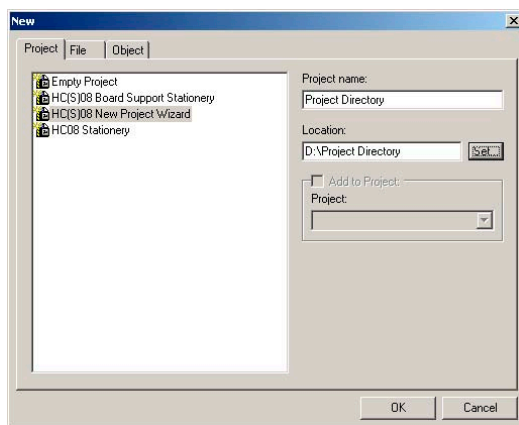 New
Project
File
Object
Empty Project
HC(S)08 Board Support Stationery
HC(S)08 New Project Wizard
HC08 Stationery
Project name:
Project Directory
Location:
D:\Project Directory
Set...
Add to Project:
Project:
OK
Cancel